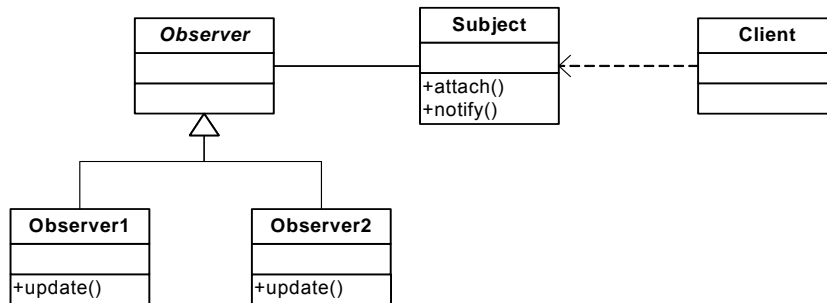 Observer
Subject
+attach()
+notify()
Client
Observer1
+update()
Observer2
+update()